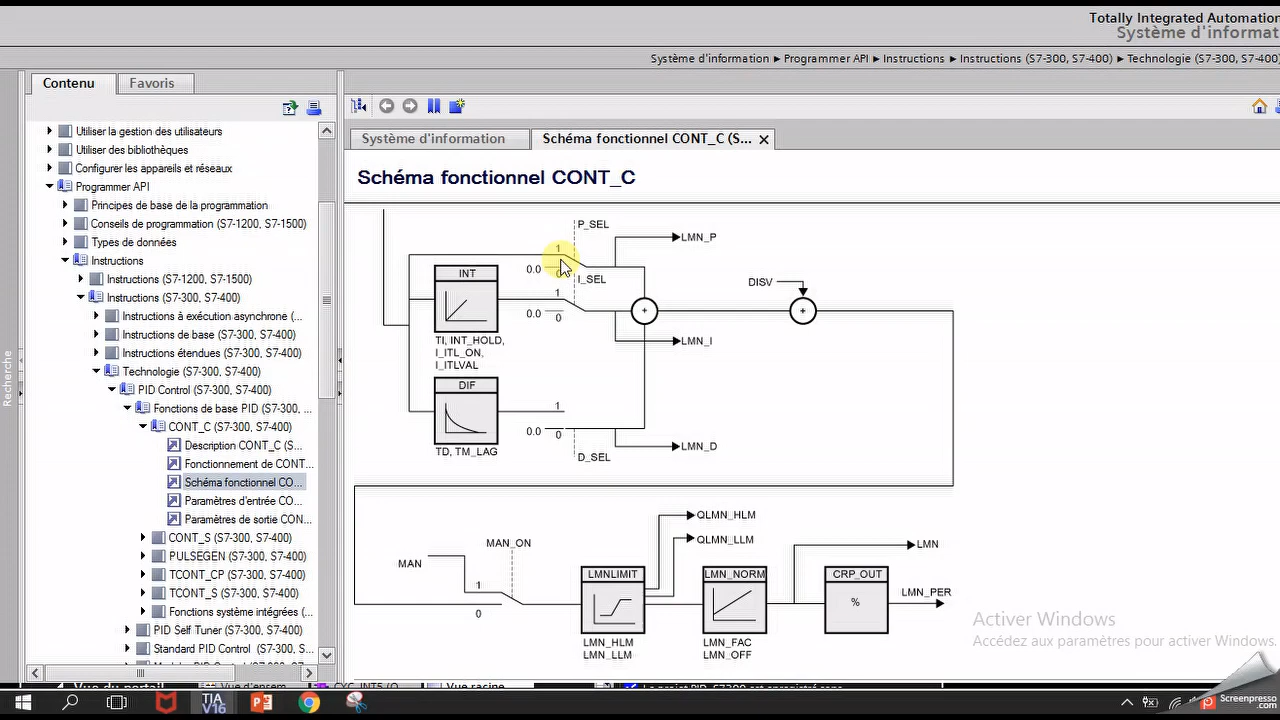 Totally Integrated Automation
Système d'informat
Système d'information ▶ Programmer API ▶ Instructions ▶ Instructions (S7-300, S7-400) ▶ Technologie (S7-300, S7-400)
Contenu
Favoris
Système d'information
Schéma fonctionnel CONT_C (S...
Recherche
Utiliser la gestion des utilisateurs
Utiliser des bibliothèques
Configurer les appareils et réseaux
Programmer API
Principes de base de la programmation
Conseils de programmation (S7-1200, S7-1500)
Types de données
Instructions
Instructions (S7-1200, S7-1500)
Instructions (S7-300, S7-400)
Instructions à exécution asynchrone (...
Instructions de base (S7-300, S7-400)
Instructions étendues (S7-300, S7-400)
Technologie (S7-300, S7-400)
PID Control (S7-300, S7-400)
Fonctions de base PID (S7-300, ...
CONT_C (S7-300, S7-400)
Description CONT_C (S...
Fonctionnement de CONT...
Schéma fonctionnel CO...
Paramètres d'entrée CO...
Paramètres de sortie CON...
CONT_S (S7-300, S7-400)
PULSEGEN (S7-300, S7-400)
TCONT_CP (S7-300, S7-400)
TCONT_S (S7-300, S7-400)
Fonctions système intégrées (...
PID Self Tuner (S7-300, S7-400)
Standard PID Control (S7-300, S7-400)
Schéma fonctionnel CONT_C
P_SEL
1
LMN_P
0.0
0
I_SEL
INT
1
DISV
0.0
0
TI, INT_HOLD,
I_ITL_ON,
I_ITLVAL
LMN_I
DIF
1
0.0
0
LMN_D
TD, TM_LAG
D_SEL
QLMN_HLM
QLMN_LLM
MAN_ON
LMN
MAN
1
0
LMNLIMIT
LMN_NORM
CRP_OUT
%
LMN_PER
LMN_HLM
LMN_LLM
LMN_FAC
LMN_OFF
Activer Windows
Accédez aux paramètres pour activer Windows.
Vue du portail
Vue racine
TIA
V16
Screenpresso
.com